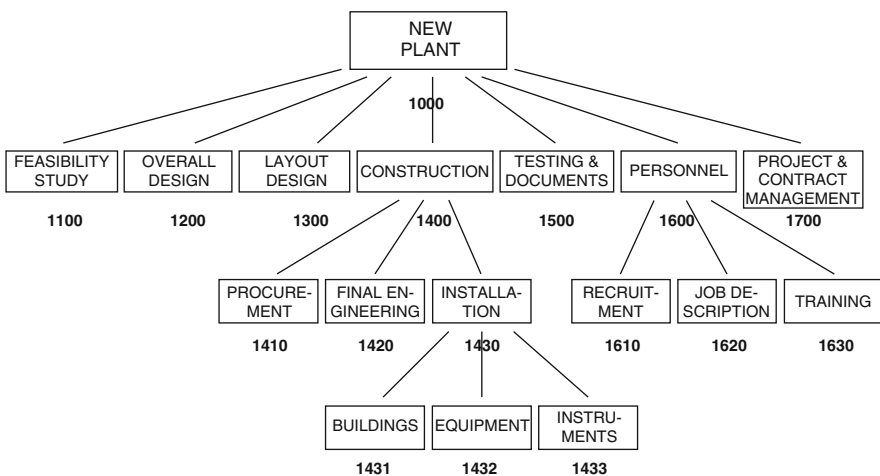 NEW
PLANT
1000
FEASIBILITY
STUDY
OVERALL
DESIGN
LAYOUT
DESIGN
CONSTRUCTION
TESTING &
DOCUMENTS
PERSONNEL
PROJECT &
CONTRACT
MANAGEMENT
1100
1200
1300
1400
1500
1600
1700
PROCURE-
MENT
FINAL EN-
GINEERING
INSTALLA-
TION
RECRUIT-
MENT
JOB DE-
SCRIPTION
TRAINING
1410
1420
1430
1610
1620
1630
BUILDINGS
EQUIPMENT
INSTRU-
MENTS
1431
1432
1433